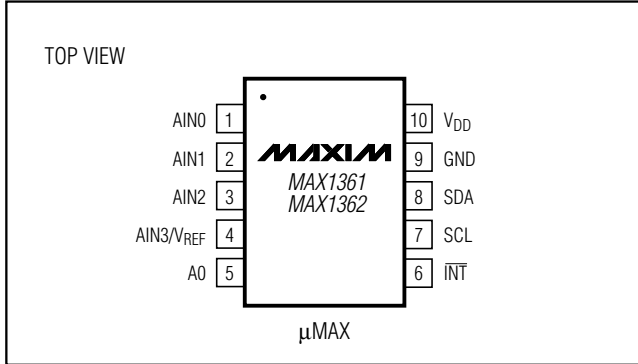 TOP VIEW
AIN0 1
AIN1 2
AIN2 3
AIN3/VREF 4
A0 5
MAXIM
MAX1361
MAX1362
10 VDD
9 GND
8 SDA
7 SCL
6 I̅N̅T̅
µMAX